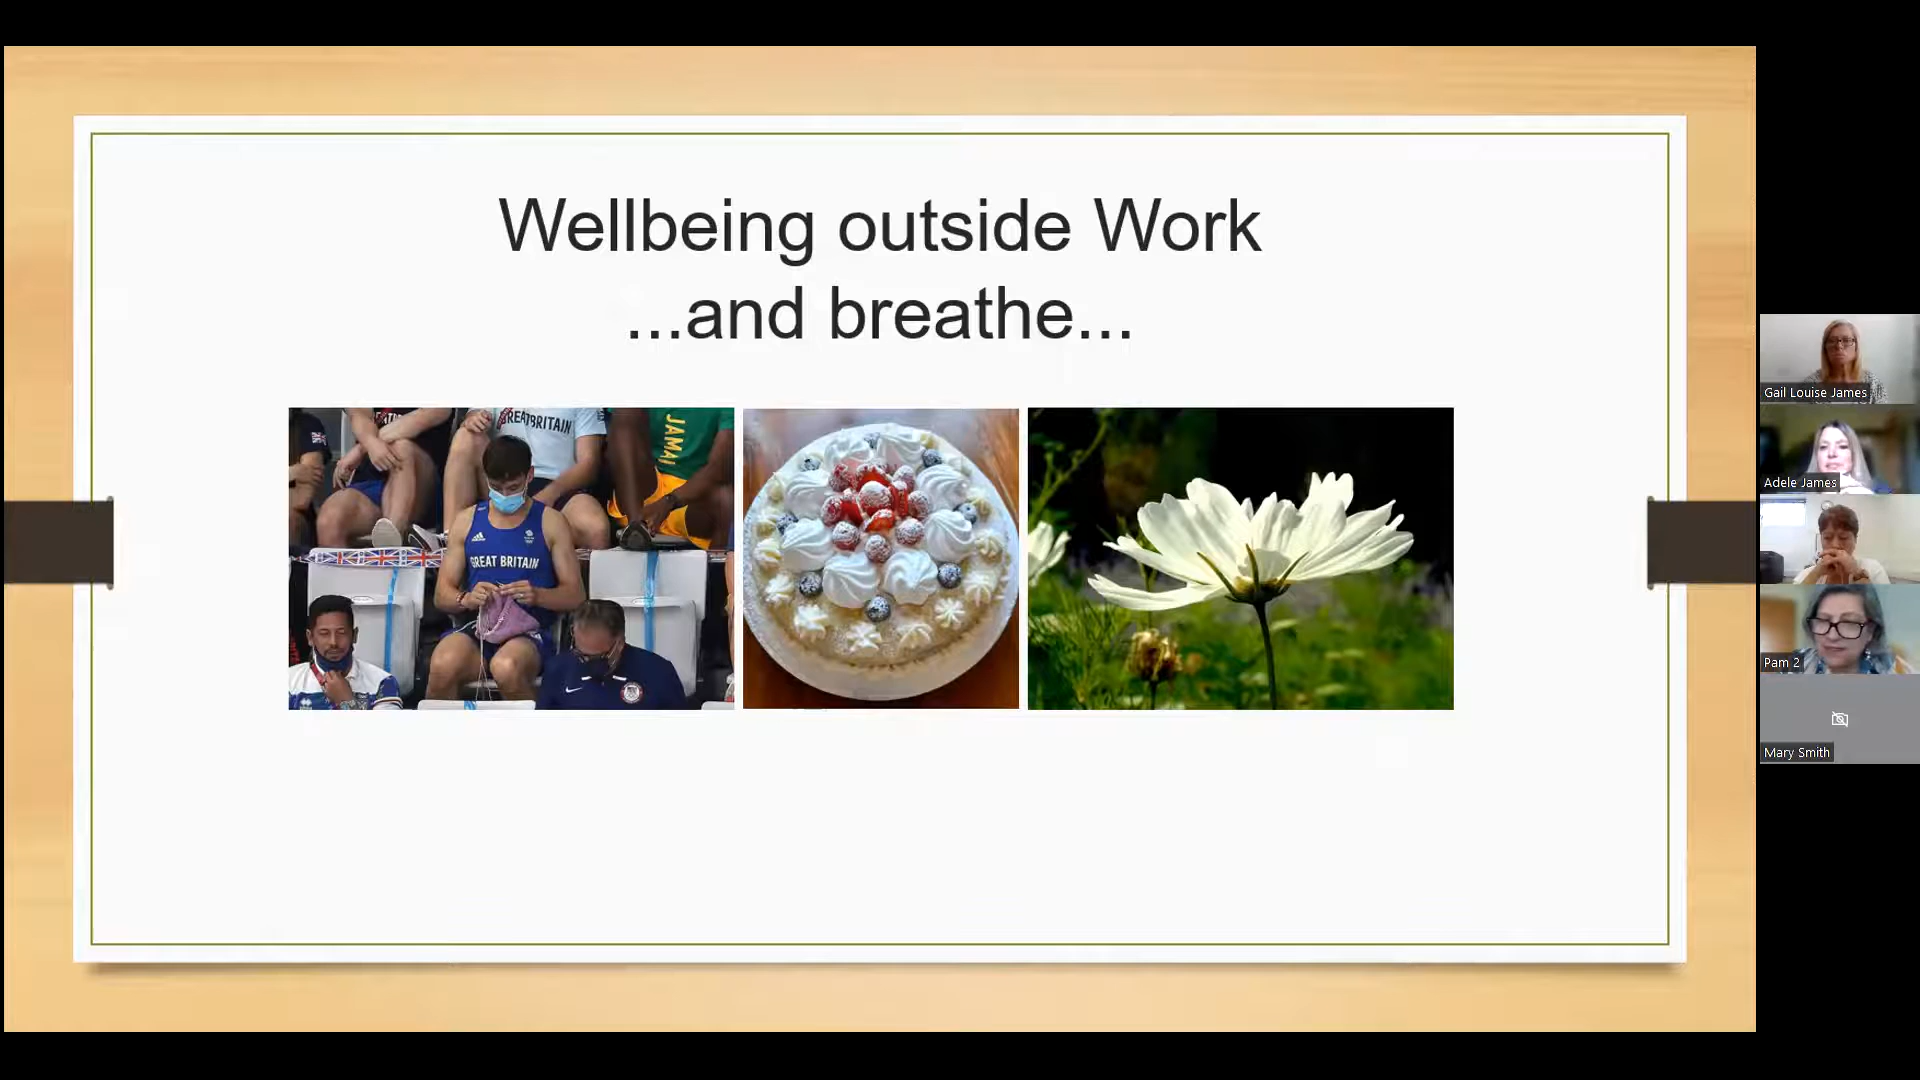 Wellbeing outside Work
...and breathe...
GREAT BRITAIN
JAMAI
GREAT BRITAIN
Gail Louise James
Adele James
Pam 2
Mary Smith